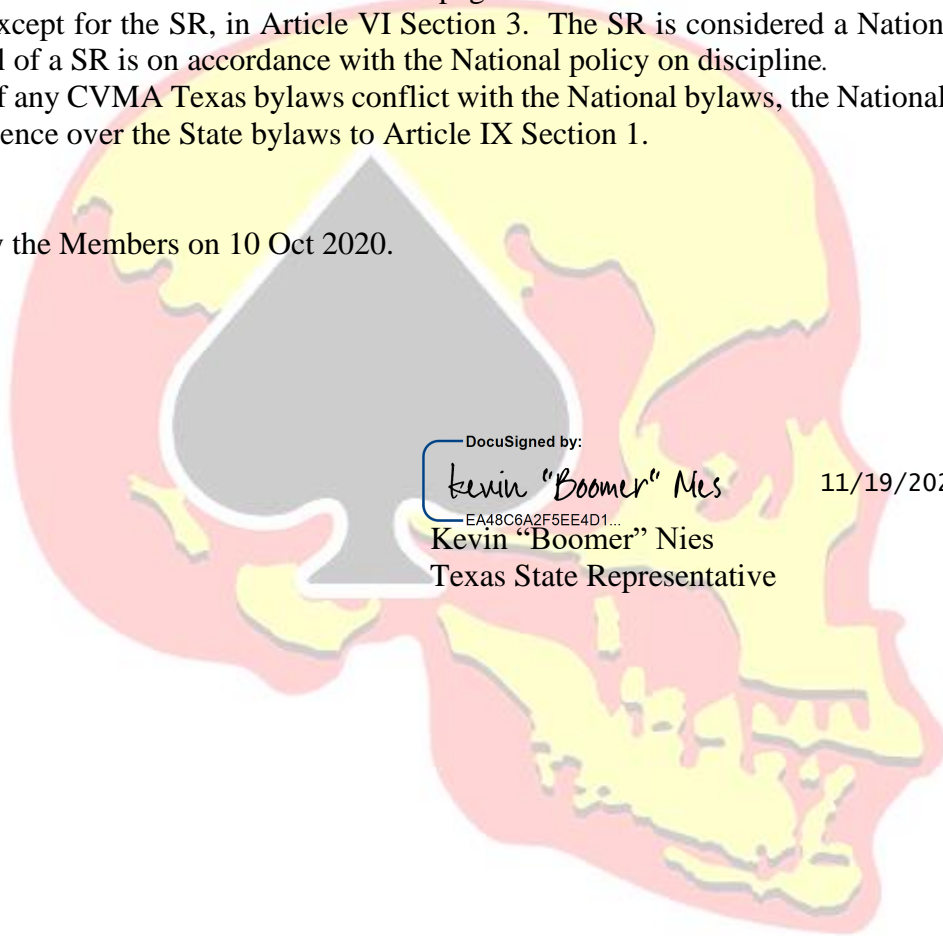 xcept for the SR, in Article VI Section 3. The SR is considered a Nation
l of a SR is on accordance with the National policy on discipline.
f any CVMA Texas bylaws conflict with the National bylaws, the National
ence over the State bylaws to Article IX Section 1.
y the Members on 10 Oct 2020.
DocuSigned by:
Kevin "Boomer" Nies
11/19/202
EA48C6A2F5EE4D1...
Kevin “Boomer” Nies
Texas State Representative